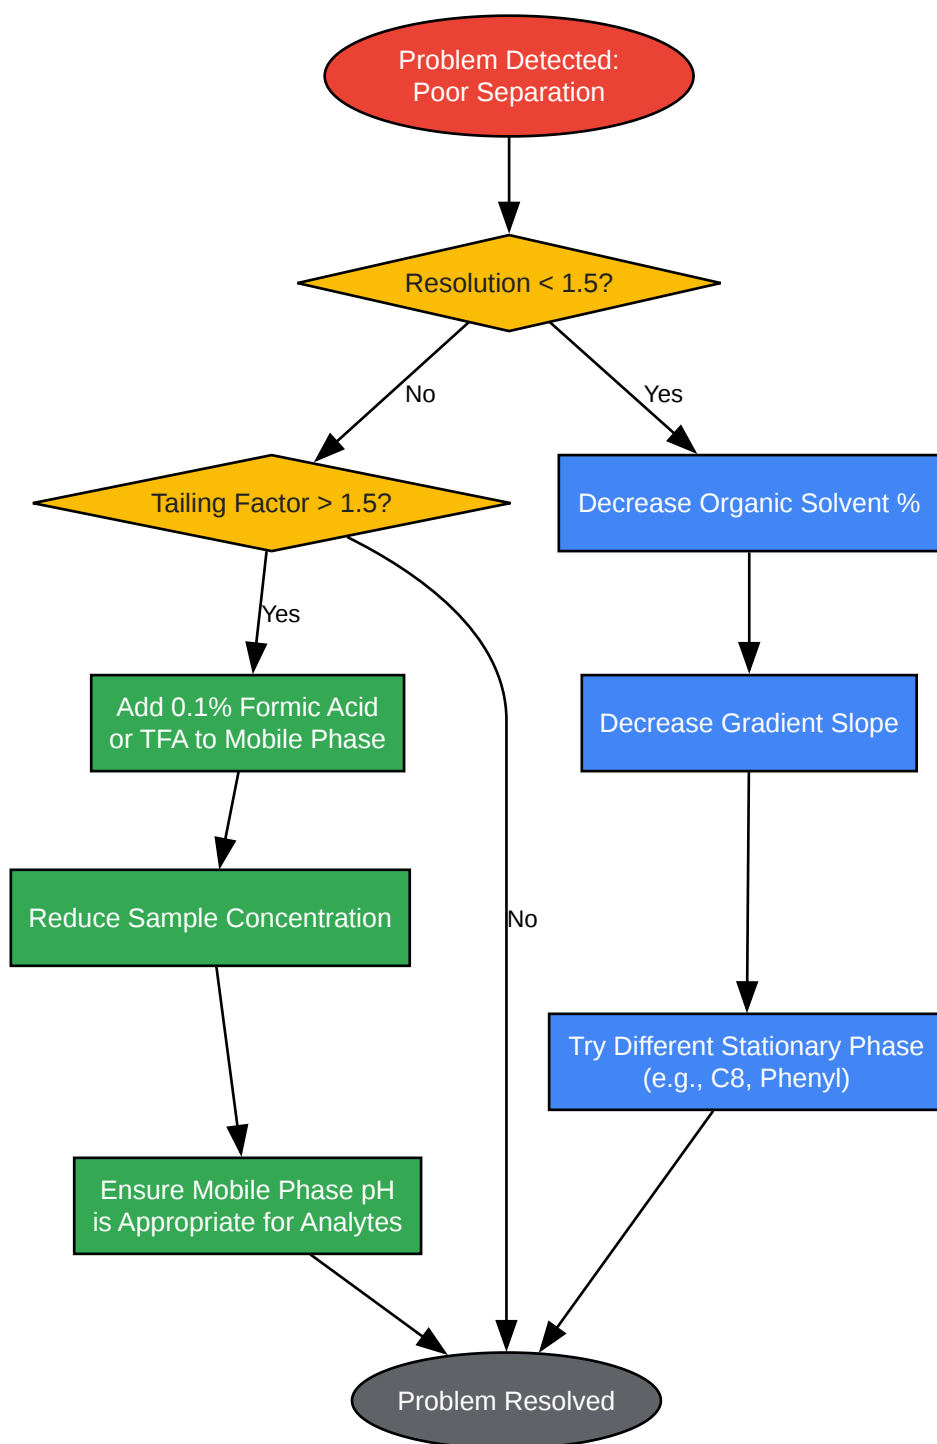 Problem Detected:
Poor Separation
Resolution < 1.5?
No
Yes
Tailing Factor > 1.5?
Decrease Organic Solvent %
Yes
Add 0.1% Formic Acid
or TFA to Mobile Phase
Decrease Gradient Slope
Reduce Sample Concentration
No
Try Different Stationary Phase
(e.g., C8, Phenyl)
Ensure Mobile Phase pH
is Appropriate for Analytes
Problem Resolved